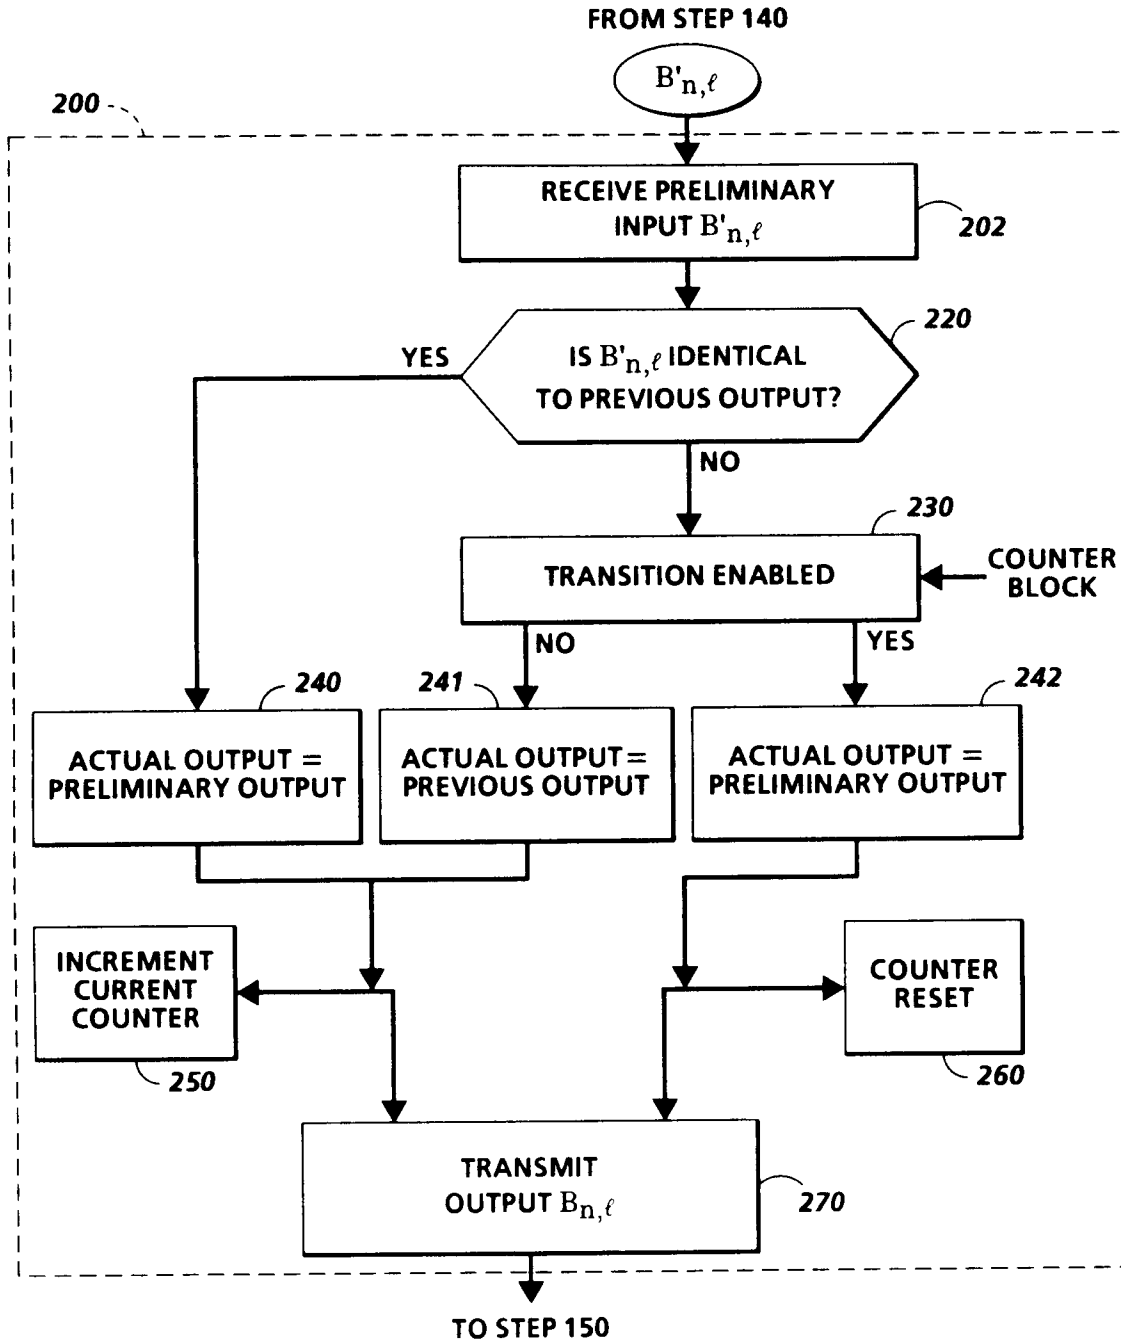 FROM STEP 140
B'n,ℓ
200
RECEIVE PRELIMINARY
INPUT B'n,ℓ
202
220
YES
IS B'n,ℓ IDENTICAL
TO PREVIOUS OUTPUT?
NO
230
TRANSITION ENABLED
COUNTER
BLOCK
NO
YES
240
241
242
ACTUAL OUTPUT =
PRELIMINARY OUTPUT
ACTUAL OUTPUT =
PREVIOUS OUTPUT
ACTUAL OUTPUT =
PRELIMINARY OUTPUT
INCREMENT
CURRENT
COUNTER
250
COUNTER
RESET
260
TRANSMIT
OUTPUT Bn,ℓ
270
TO STEP 150